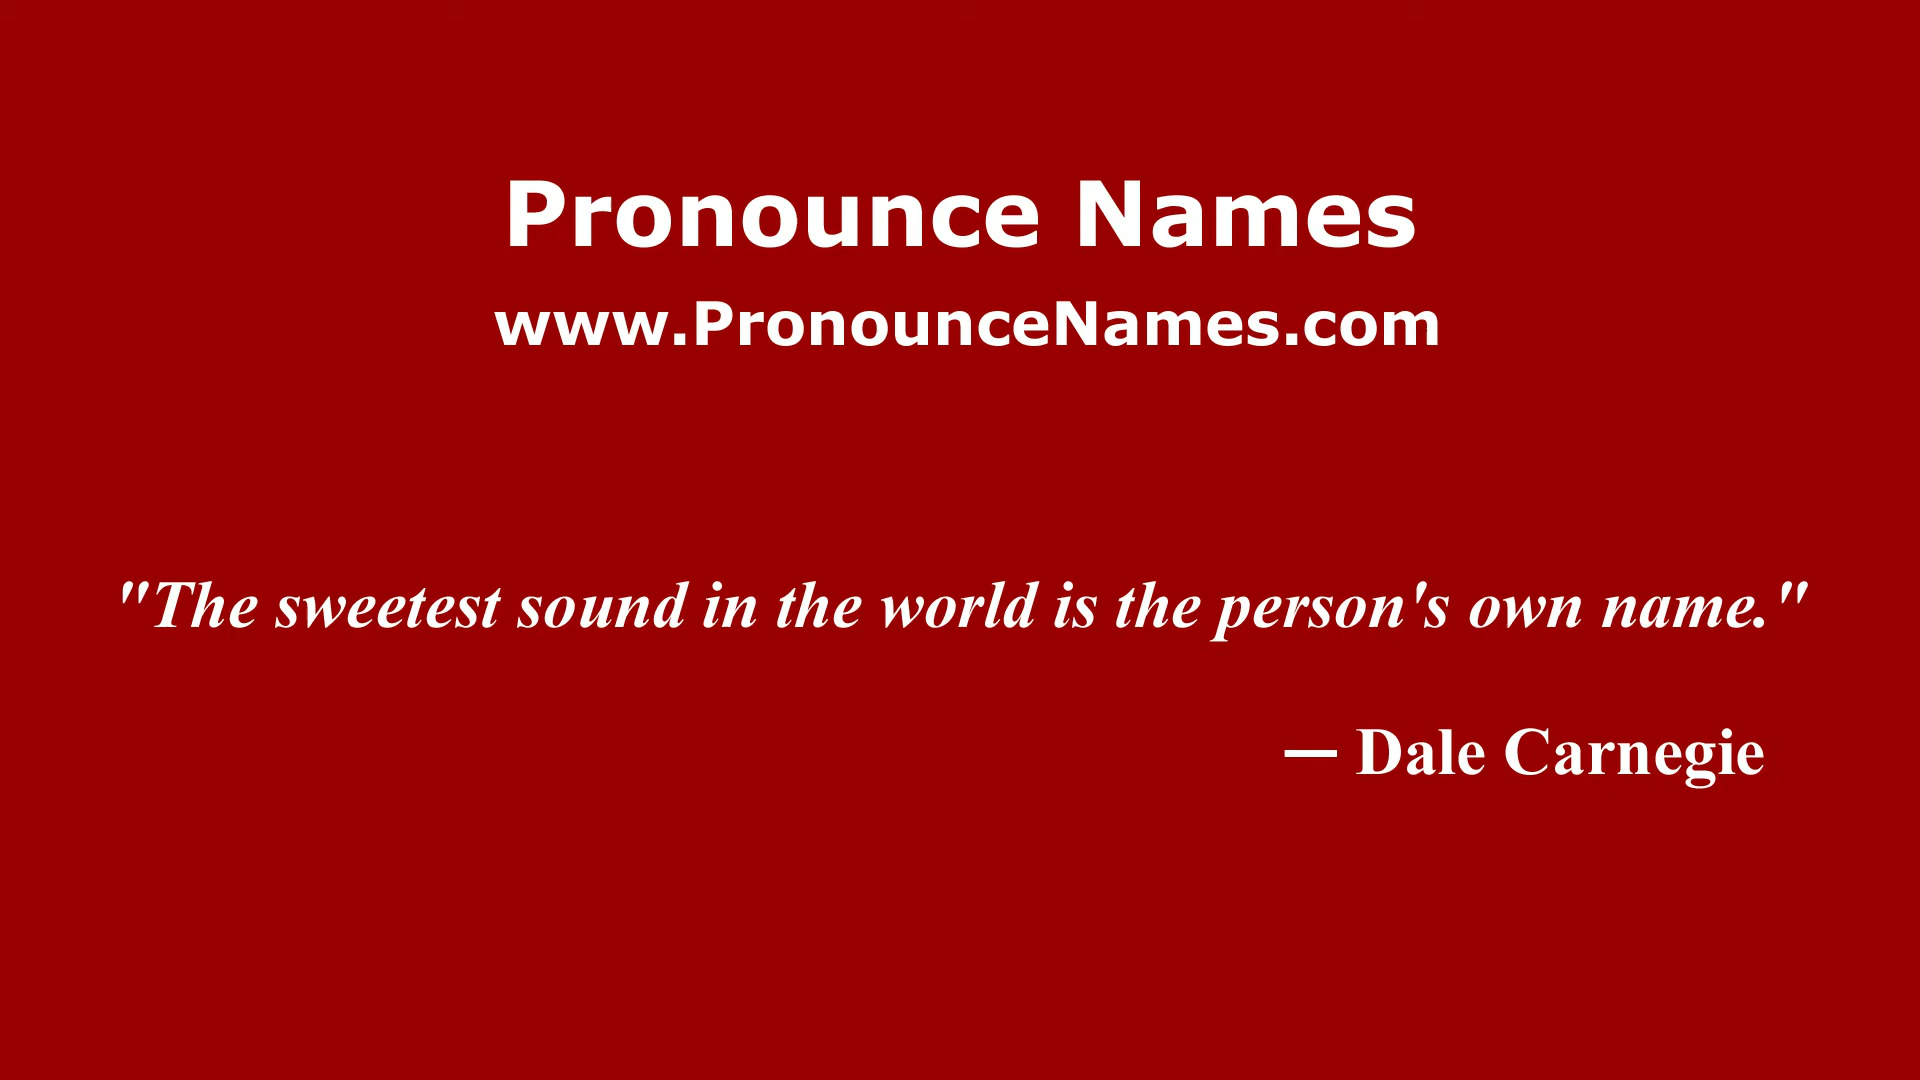 Pronounce Names
www.PronounceNames.com
"The sweetest sound in the world is the person's own name."
— Dale Carnegie